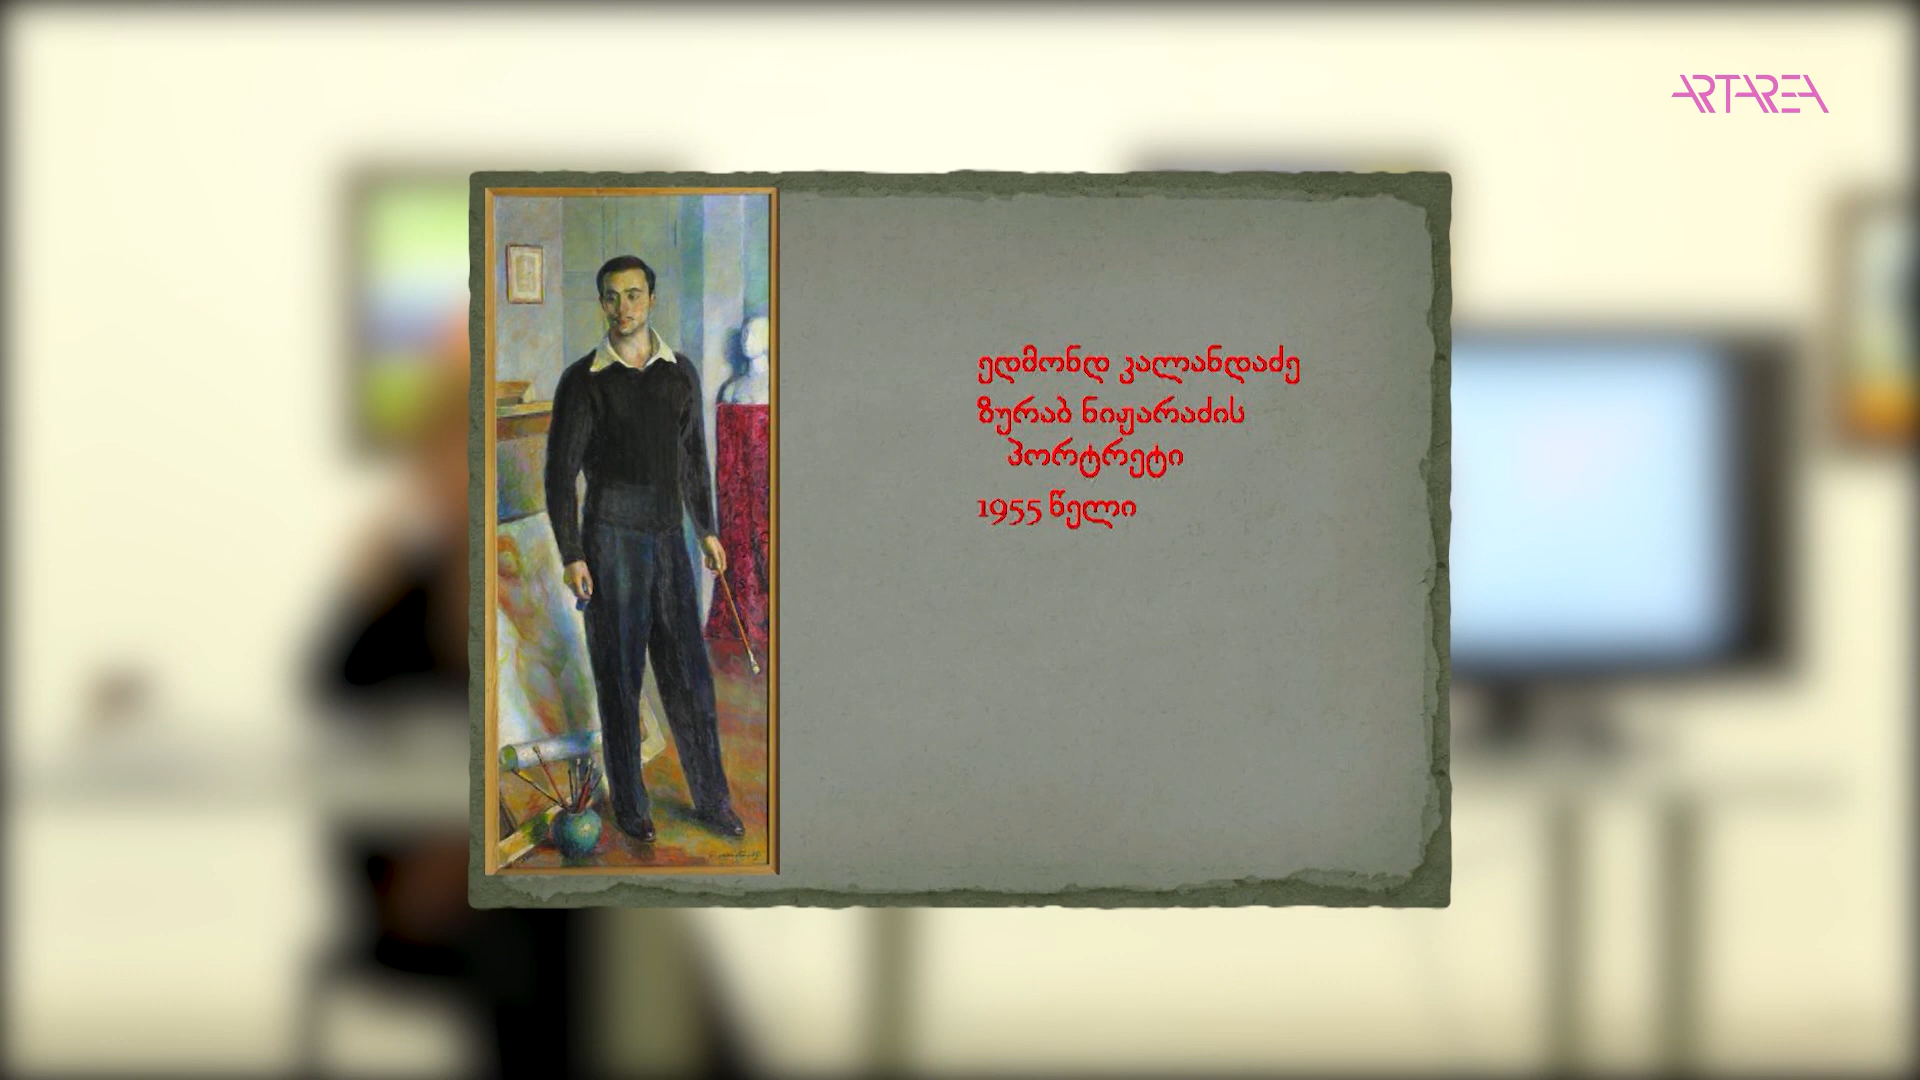 ARTAREA
ედმონდ კალანდაძე
ზურაბ ნიჟარაძის
პორტრეტი
1955 წელი